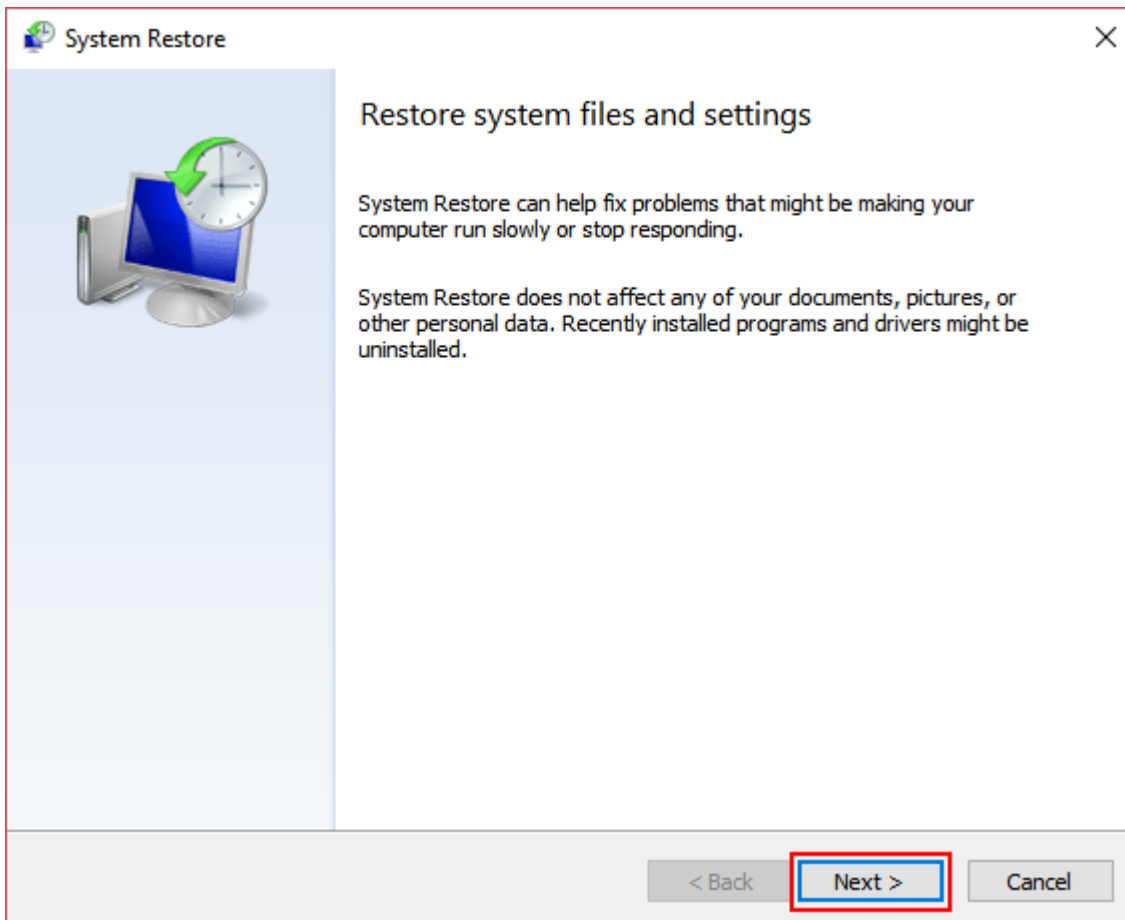 System Restore
Restore system files and settings
System Restore can help fix problems that might be making your
computer run slowly or stop responding.
System Restore does not affect any of your documents, pictures, or
other personal data. Recently installed programs and drivers might be
uninstalled.
< Back Next > Cancel